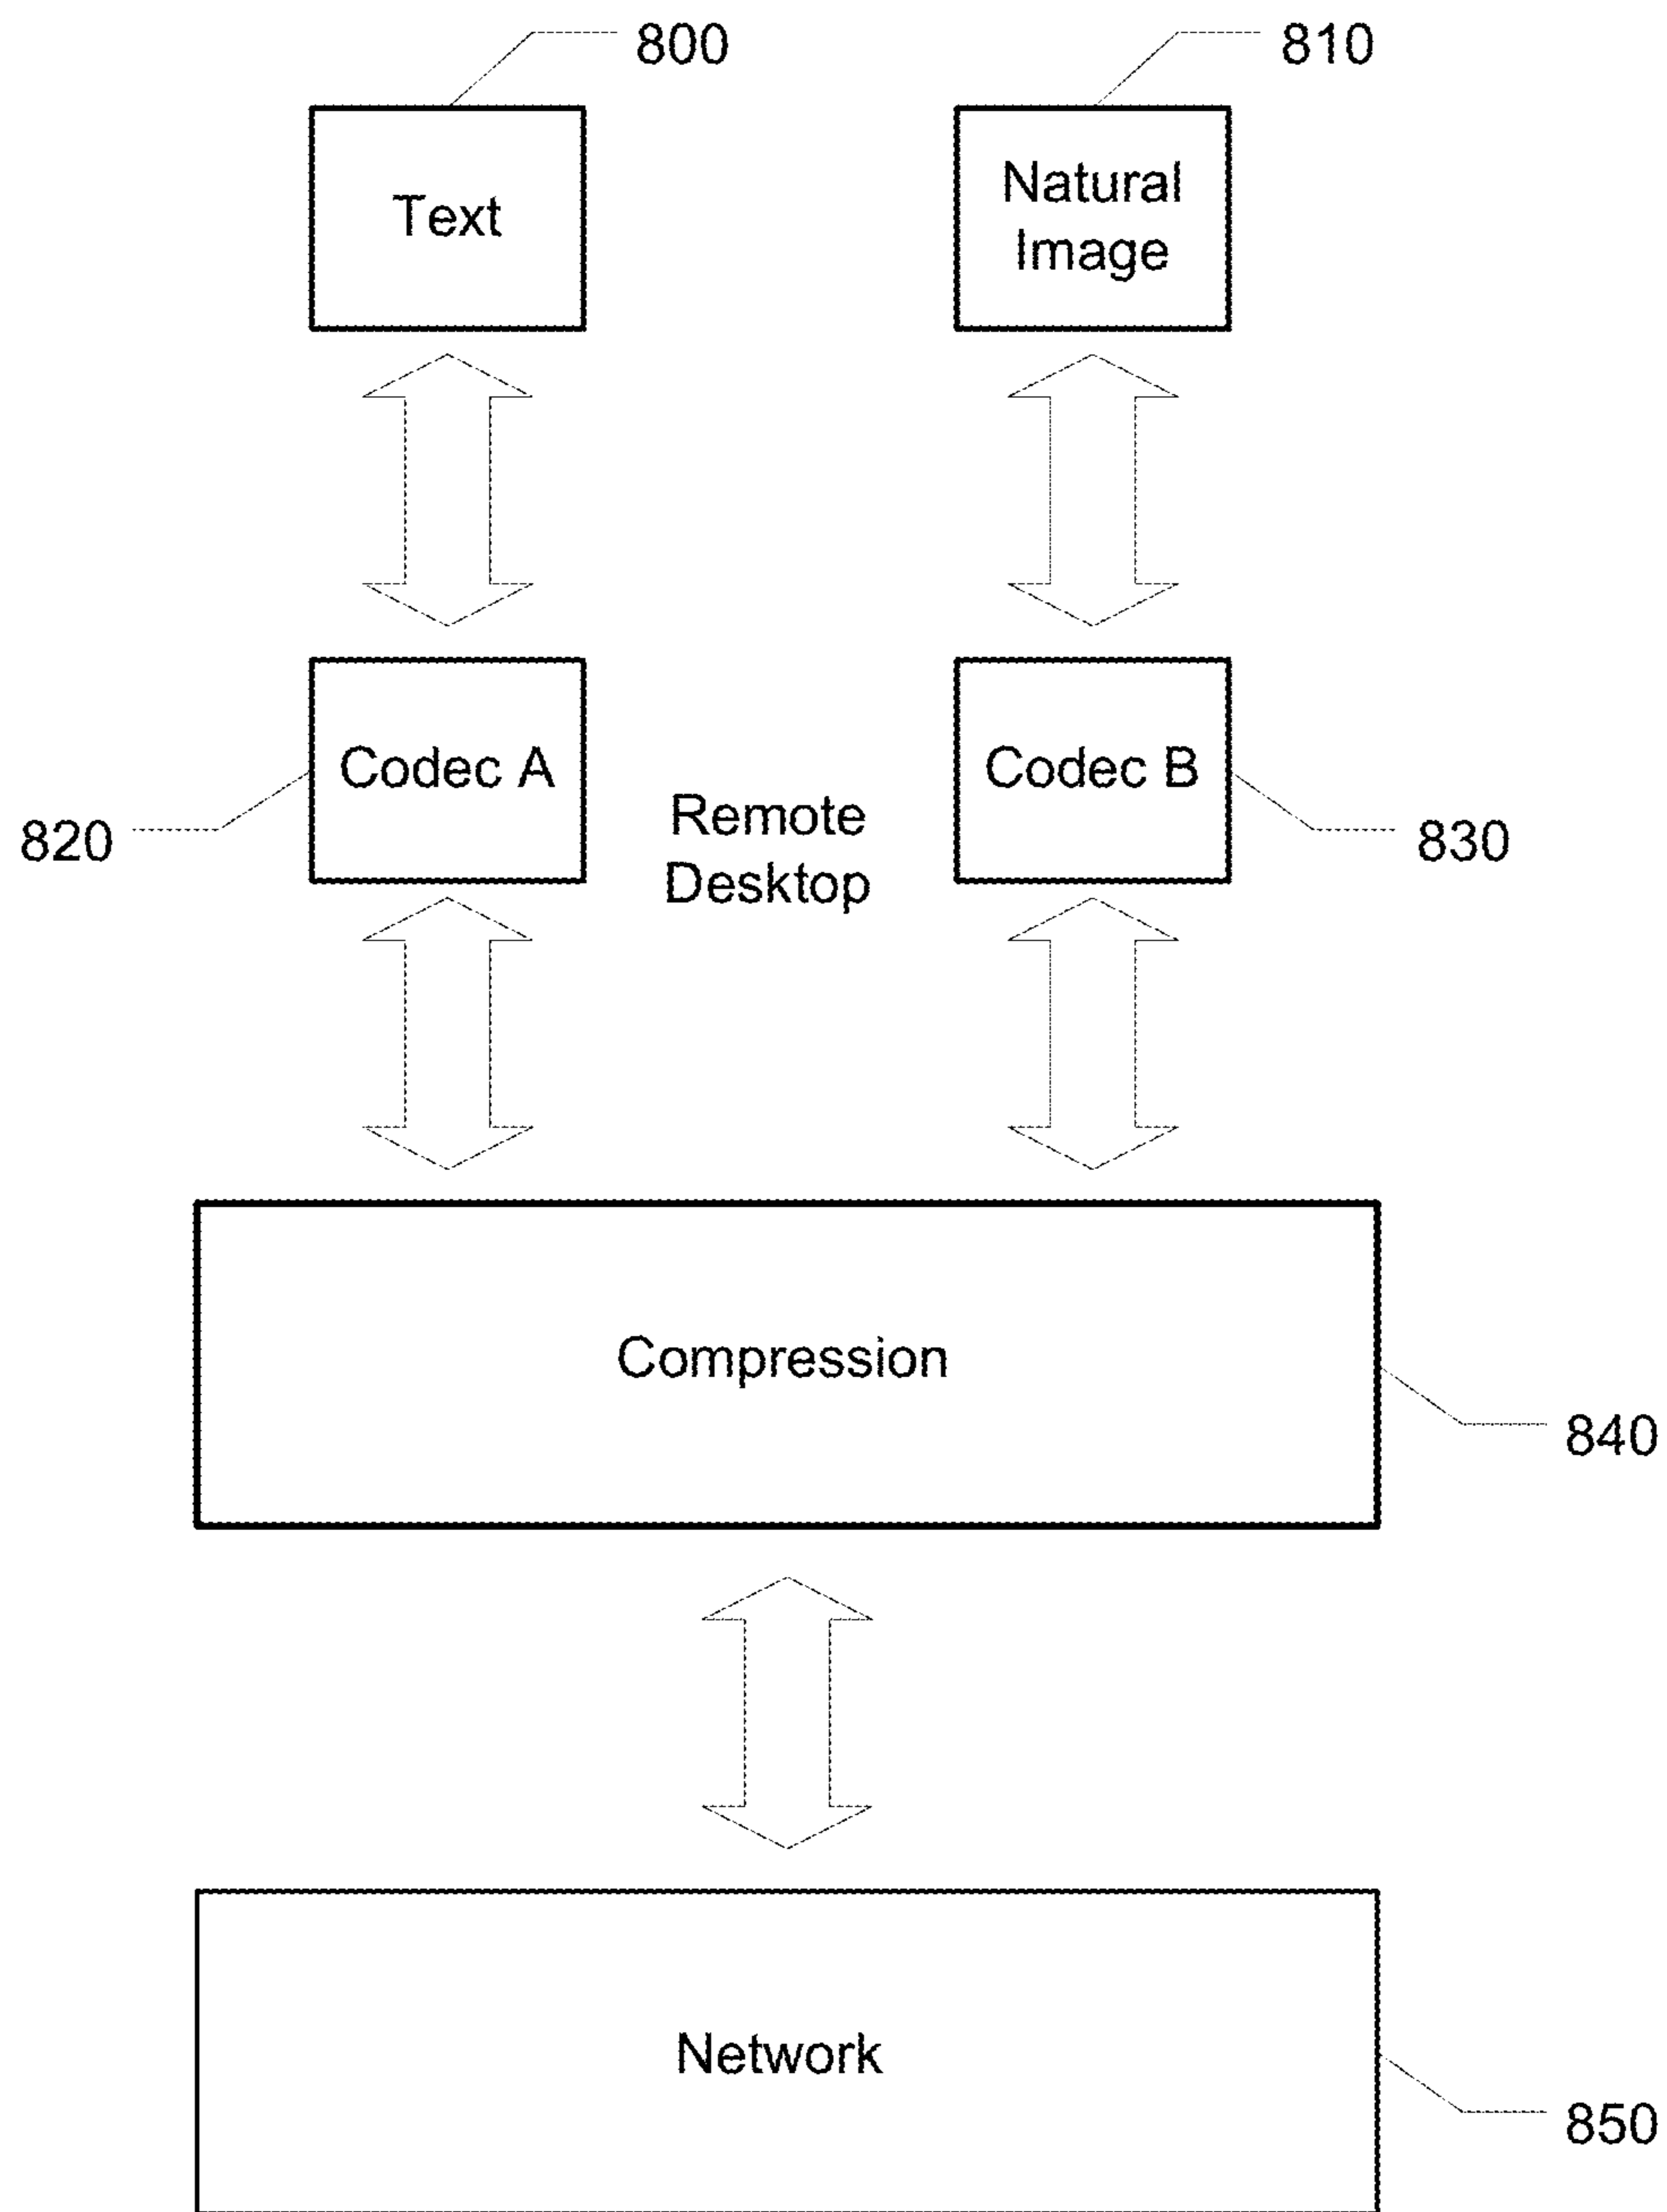 800
810
Text
Natural
Image
Codec A
Codec B
Remote
Desktop
820
830
Compression
840
Network
850